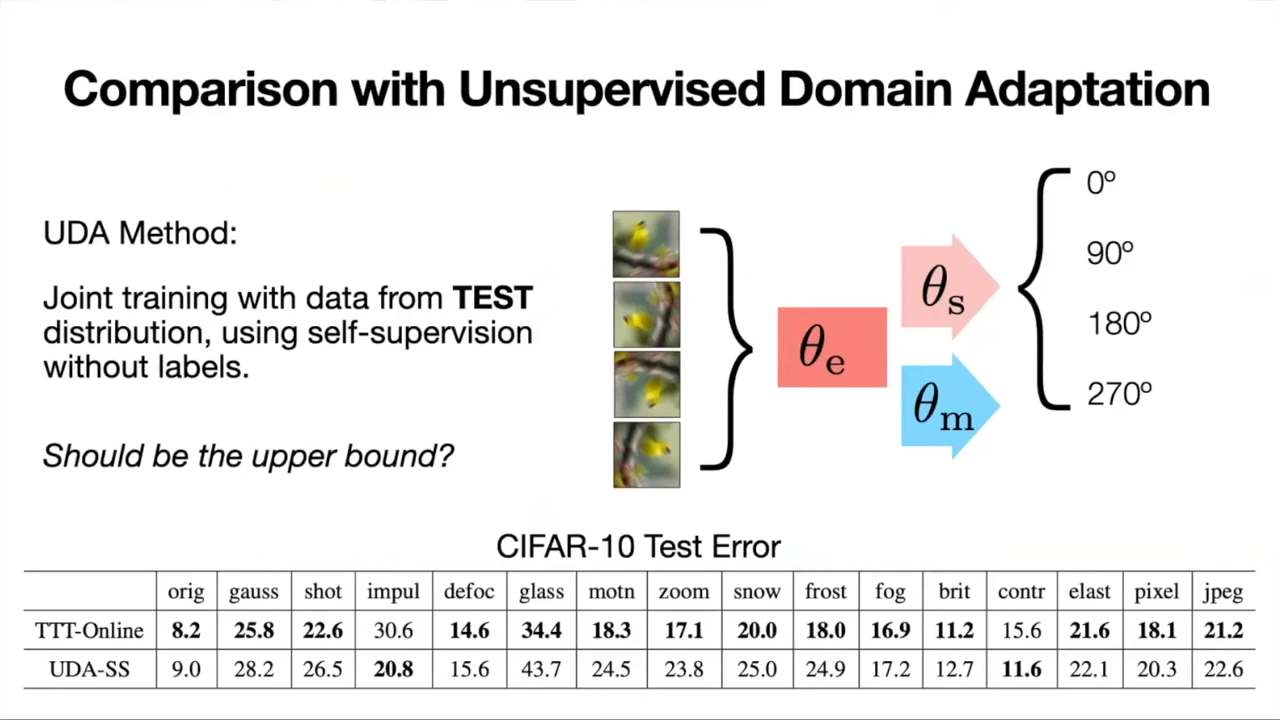 Comparison with Unsupervised Domain Adaptation
UDA Method:
Joint training with data from TEST
distribution, using self-supervision
without labels.
Should be the upper bound?
θe
θs
θm
0º
90º
180º
270º
CIFAR-10 Test Error
orig gauss shot impul defoc glass motn zoom snow frost fog brit contr elast pixel jpeg
TTT-Online 8.2 25.8 22.6 30.6 14.6 34.4 18.3 17.1 20.0 18.0 16.9 11.2 15.6 21.6 18.1 21.2
UDA-SS 9.0 28.2 26.5 20.8 15.6 43.7 24.5 23.8 25.0 24.9 17.2 12.7 11.6 22.1 20.3 22.6